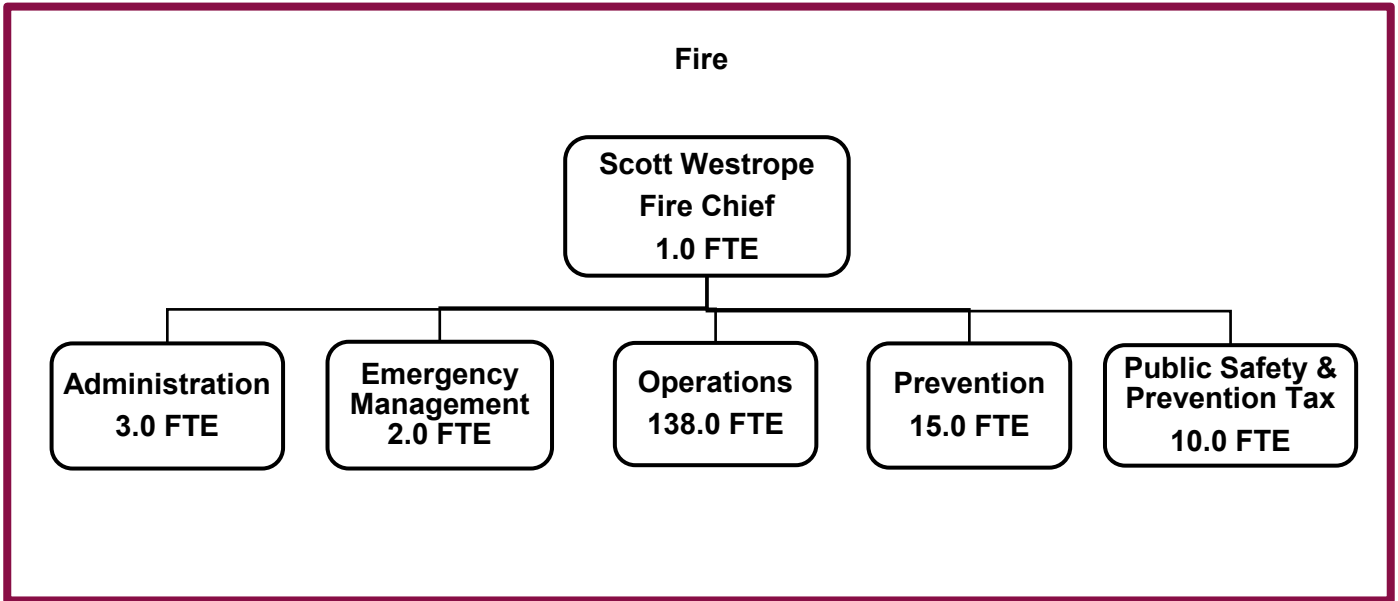 Fire
Scott Westrope
Fire Chief
1.0 FTE
Administration
3.0 FTE
Emergency
Management
2.0 FTE
Operations
138.0 FTE
Prevention
15.0 FTE
Public Safety &
Prevention Tax
10.0 FTE